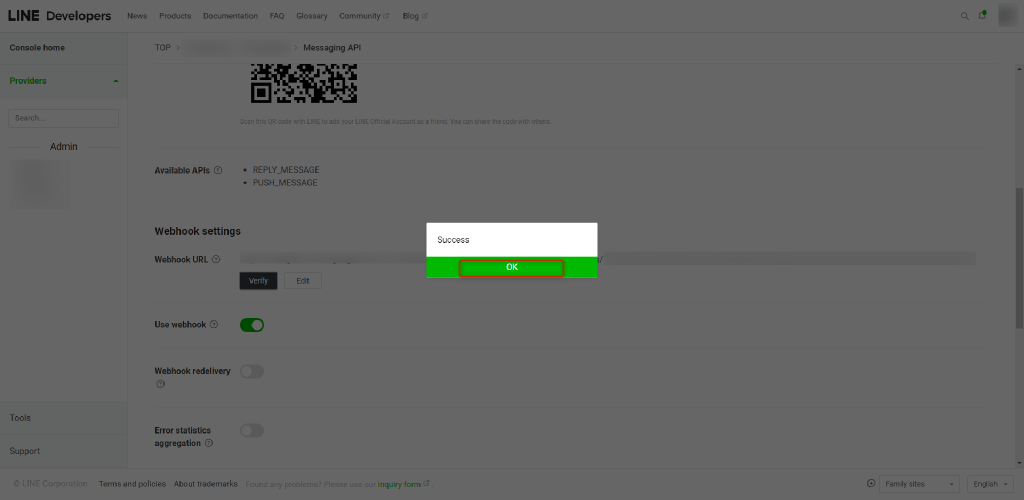 LINE Developers
News
Products
Documentation
FAQ
Glossary
Community
Blog
Console home
TOP
Messaging API
Providers
Search...
Scan this QR code with LINE to add your LINE Official Account as a friend. You can share the code with others.
Admin
Available APIs
REPLY_MESSAGE
PUSH_MESSAGE
Webhook settings
Success
Webhook URL
/
OK
Verify
Edit
Use webhook
Webhook redelivery
Tools
Error statistics
aggregation
Support
© LINE Corporation
Terms and policies
About trademarks
Found any problems? Please use our inquiry form
Family sites
English